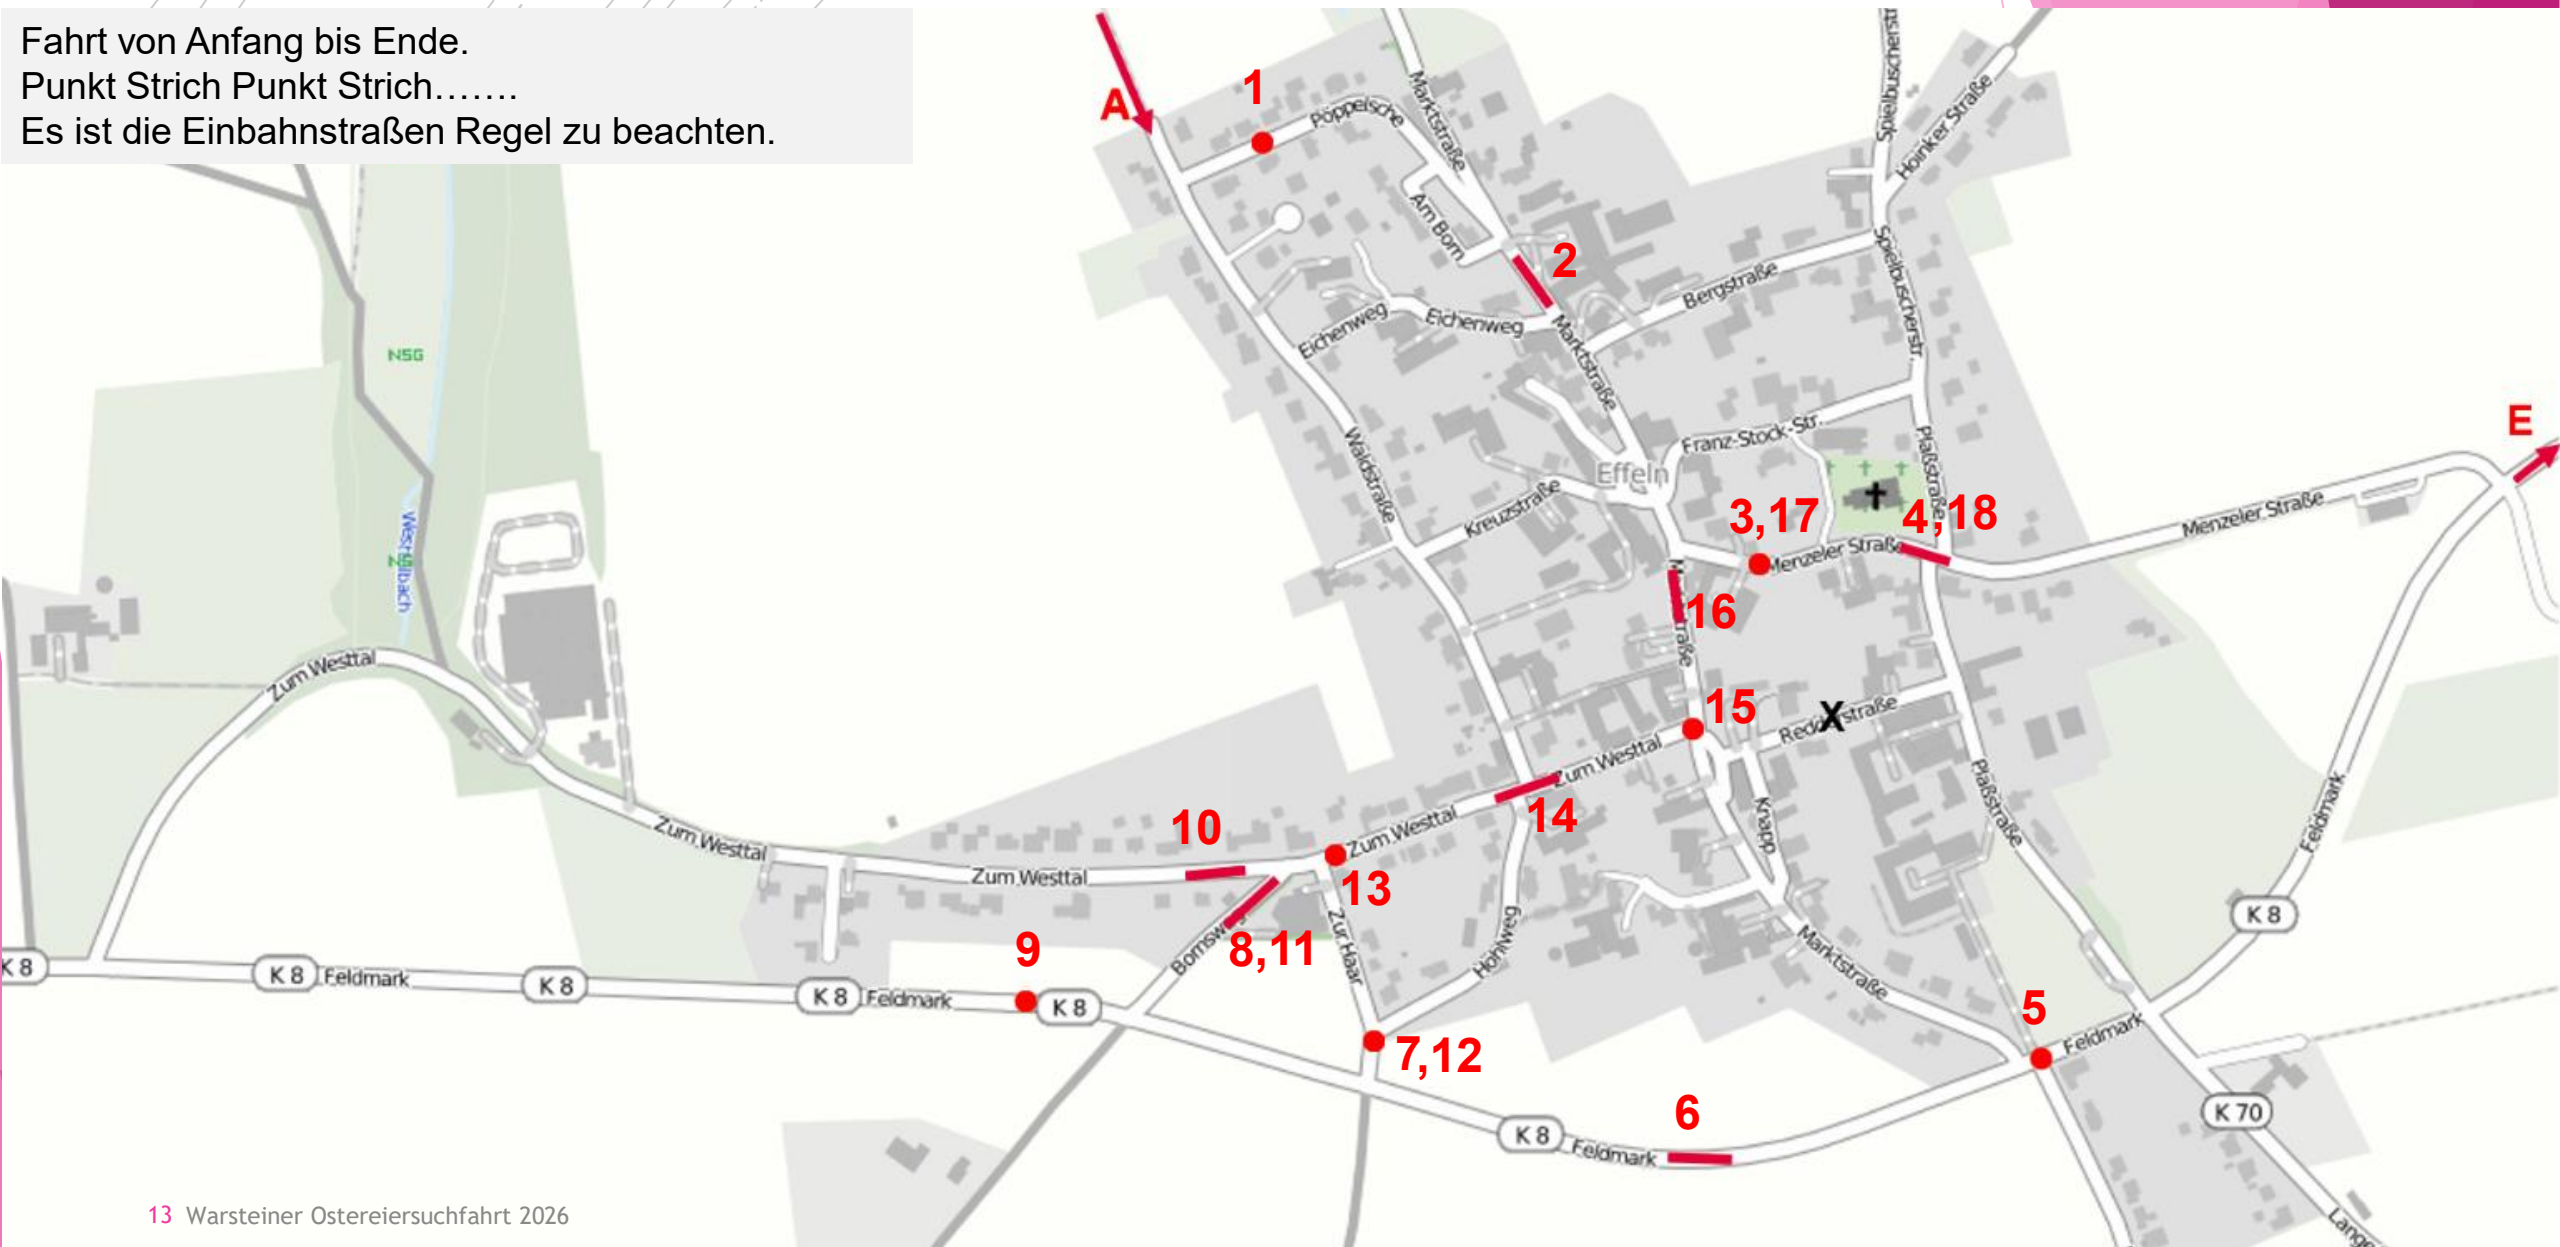 Fahrt von Anfang bis Ende.
Punkt Strich Punkt Strich…….
Es ist die Einbahnstraßen Regel zu beachten.
A
1
Pöppelsche
Marktstraße
Spielbuscherst
Hoinker Straße
Am Born
2
Bergstraße
Spielbuscherstr.
Eichenweg
Eichenweg
Marktstraße
NSG
E
Waldstraße
Franz-Stock-Str.
Plaßstraße
Effeln
Kreuzstraße
3,17
4,18
Menzeler Straße
Menzeler Straße
16
Zum Westtal
15
X
Zum Westtal
14
Knapp
Plaßstraße
Feldmark
10
Zum Westtal
Zum Westtal
Zum Westtal
13
Zur Haar
Hohlweg
8,11
K 8
9
K 8
K 8
Feldmark
K 8
K 8
Feldmark
K 8
Marktstraße
5
Feldmark
7,12
6
K 8
Feldmark
K 70
Lange
13 Warsteiner Ostereiersuchfahrt 2026